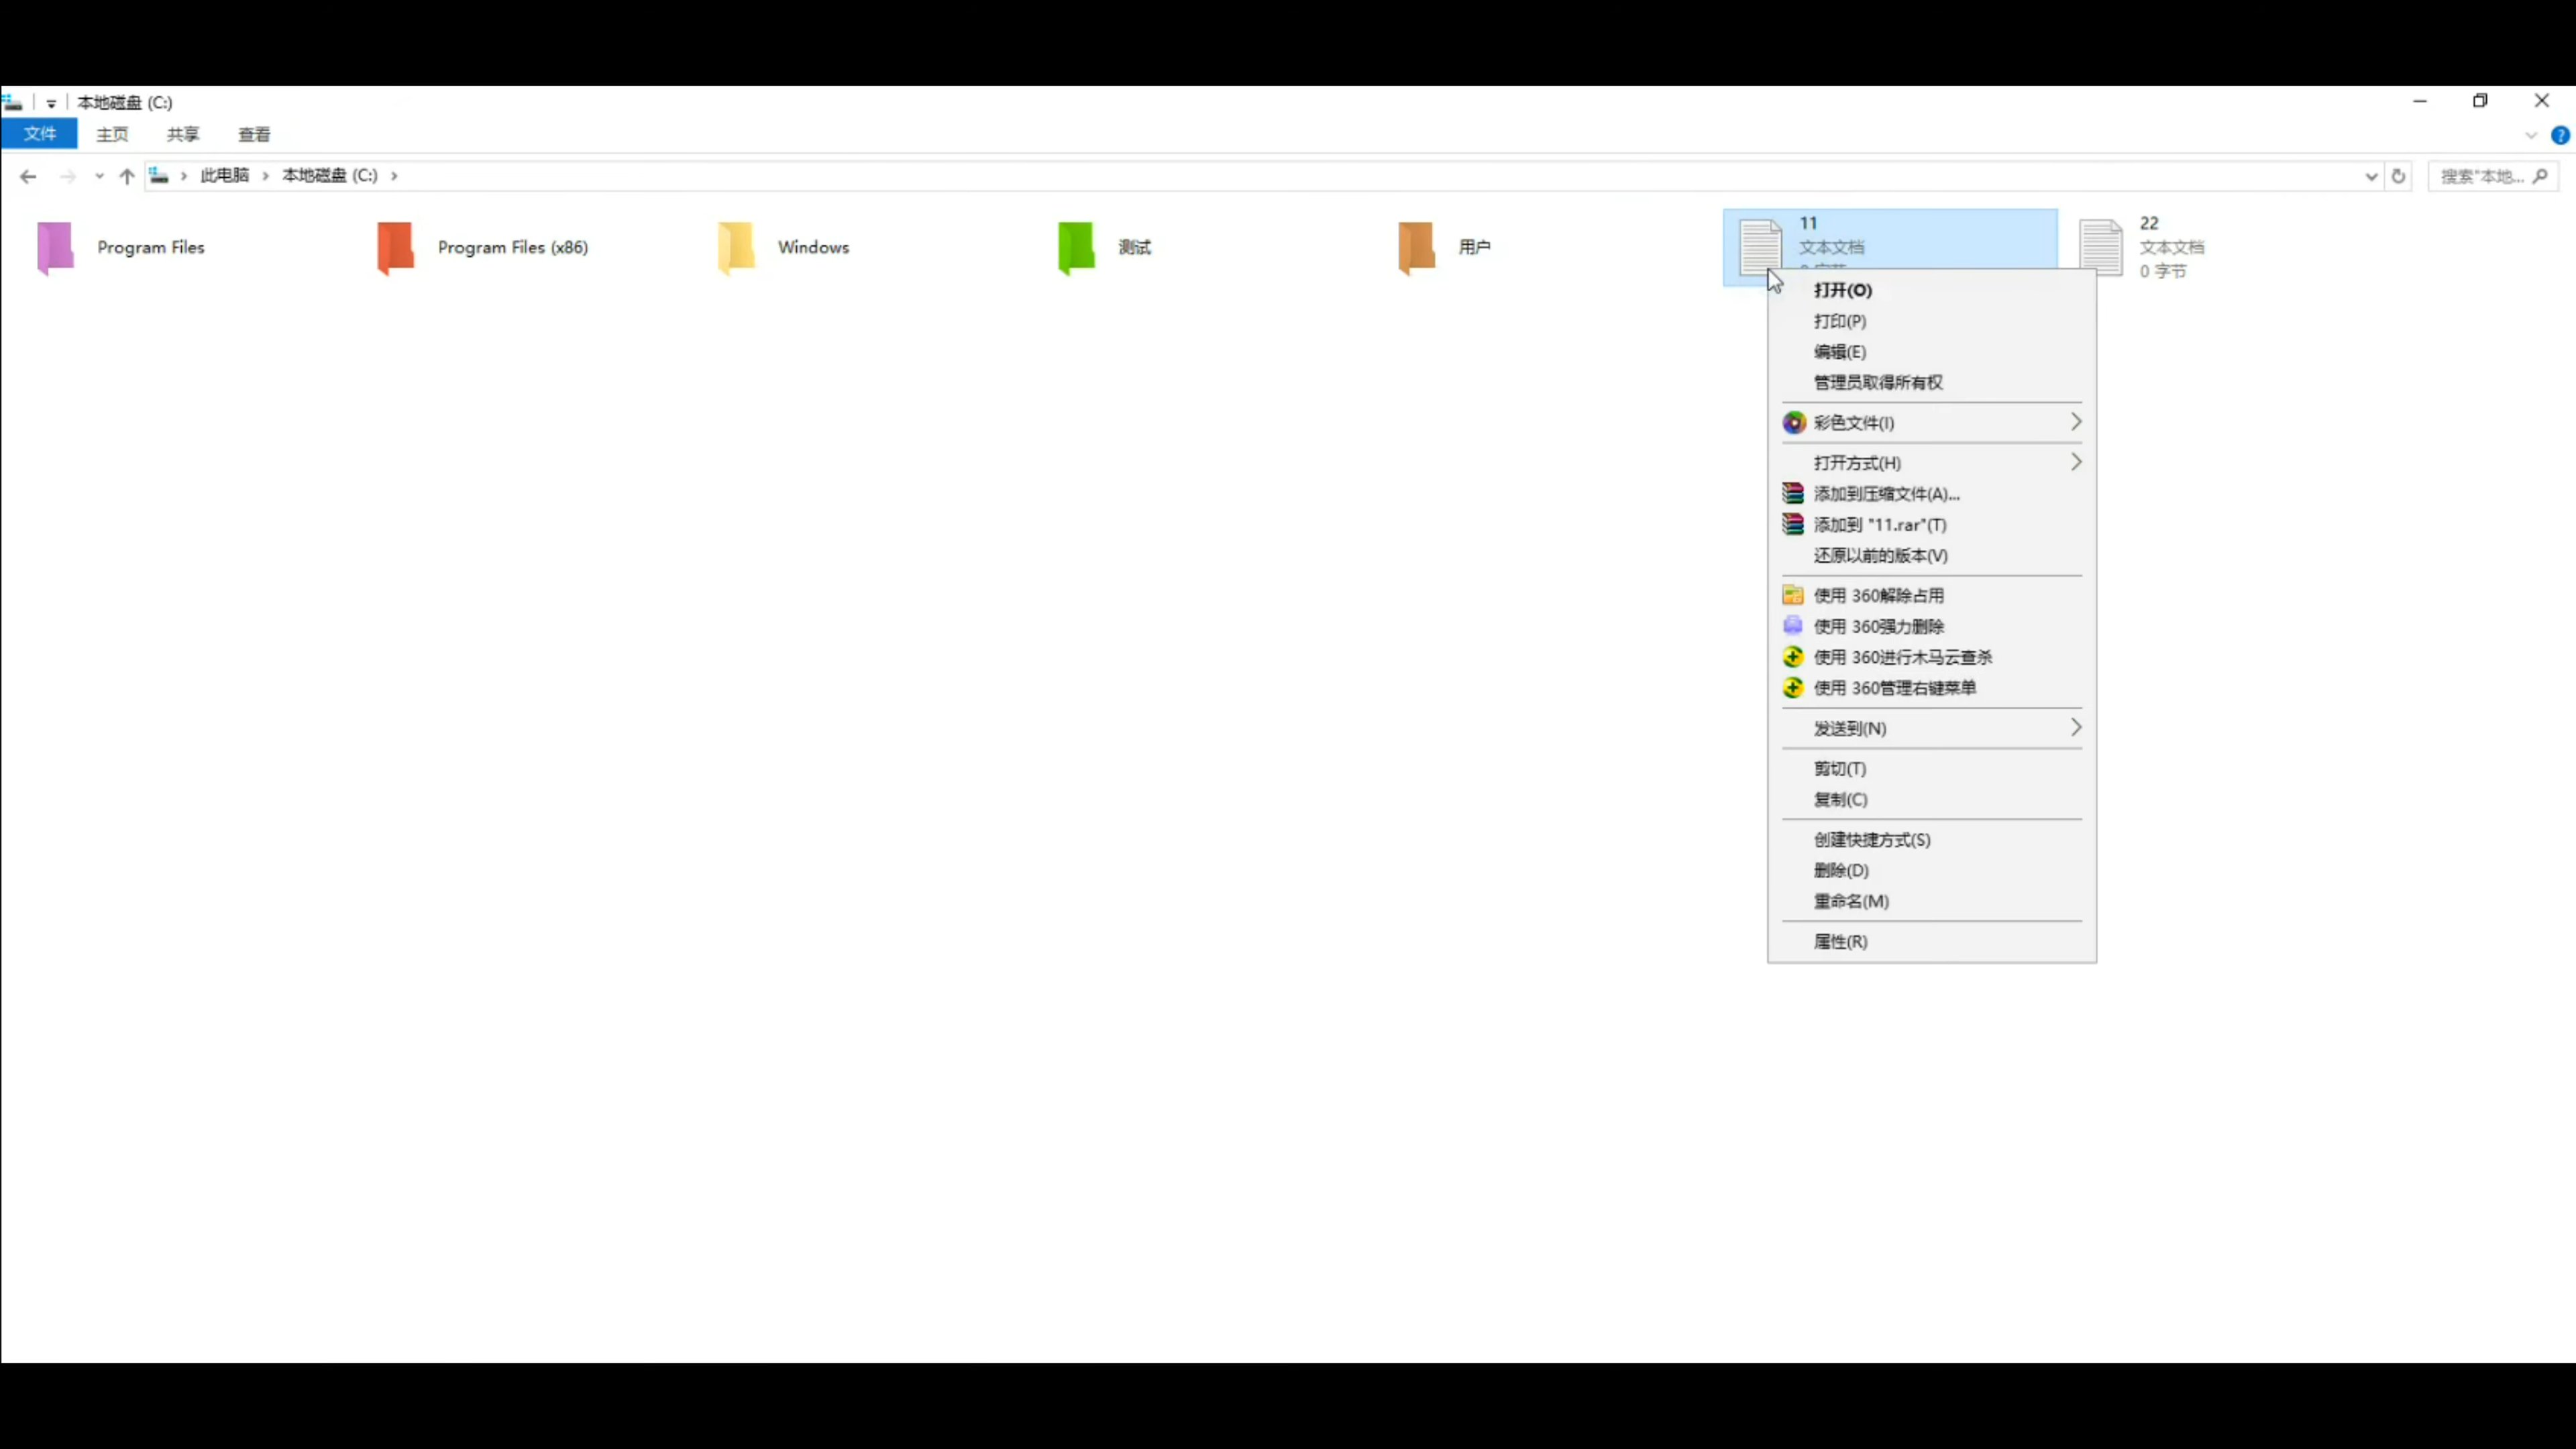 本地磁盘 (C:)
文件 主页 共享 查看
此电脑 本地磁盘 (C:) 搜索"本地...
Program Files
Program Files (x86)
Windows
测试
用户
11
文本文档
22
文本文档
0 字节
打开(O)
打印(P)
编辑(E)
管理员取得所有权
彩色文件(I)
打开方式(H)
添加到压缩文件(A)...
添加到 "11.rar"(T)
还原以前的版本(V)
使用 360解除占用
使用 360强力删除
使用 360进行木马云查杀
使用 360管理右键菜单
发送到(N)
剪切(T)
复制(C)
创建快捷方式(S)
删除(D)
重命名(M)
属性(R)